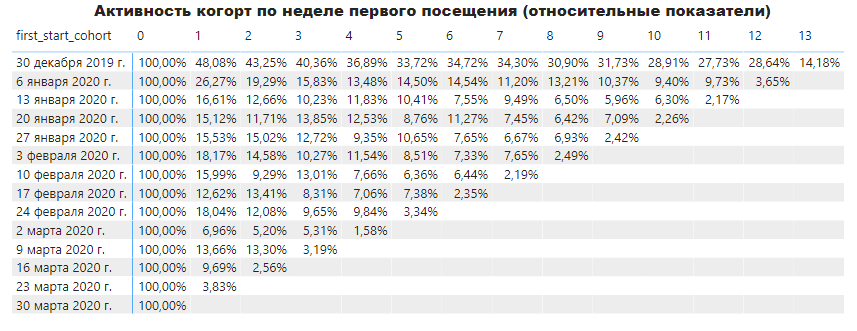 Активность когорт по неделе первого посещения (относительные показатели)
first_start_cohort 0 1 2 3 4 5 6 7 8 9 10 11 12 13
30 декабря 2019 г. 100,00% 48,08% 43,25% 40,36% 36,89% 33,72% 34,72% 34,30% 30,90% 31,73% 28,91% 27,73% 28,64% 14,18%
6 января 2020 г. 100,00% 26,27% 19,29% 15,83% 13,48% 14,50% 14,54% 11,20% 13,21% 10,37% 9,40% 9,73% 3,65%
13 января 2020 г. 100,00% 16,61% 12,66% 10,23% 11,83% 10,41% 7,55% 9,49% 6,50% 5,96% 6,30% 2,17%
20 января 2020 г. 100,00% 15,12% 11,71% 13,85% 12,53% 8,76% 11,27% 7,45% 6,42% 7,09% 2,26%
27 января 2020 г. 100,00% 15,53% 15,02% 12,72% 9,35% 10,65% 7,65% 6,67% 6,93% 2,42%
3 февраля 2020 г. 100,00% 18,17% 14,58% 10,27% 11,54% 8,51% 7,33% 7,65% 2,49%
10 февраля 2020 г. 100,00% 15,99% 9,29% 13,01% 7,66% 6,36% 6,44% 2,19%
17 февраля 2020 г. 100,00% 12,62% 13,41% 8,31% 7,06% 7,38% 2,35%
24 февраля 2020 г. 100,00% 18,04% 12,08% 9,65% 9,84% 3,34%
2 марта 2020 г. 100,00% 6,96% 5,20% 5,31% 1,58%
9 марта 2020 г. 100,00% 13,66% 13,30% 3,19%
16 марта 2020 г. 100,00% 9,69% 2,56%
23 марта 2020 г. 100,00% 3,83%
30 марта 2020 г. 100,00%